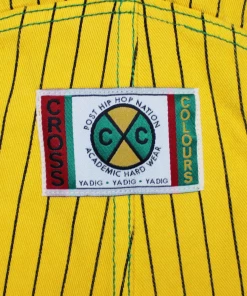 CROSS
POST HIP HOP NATION
C C
ACADEMIC HARD WEAR
YADIG • YADIG • YADIG
COLOURS